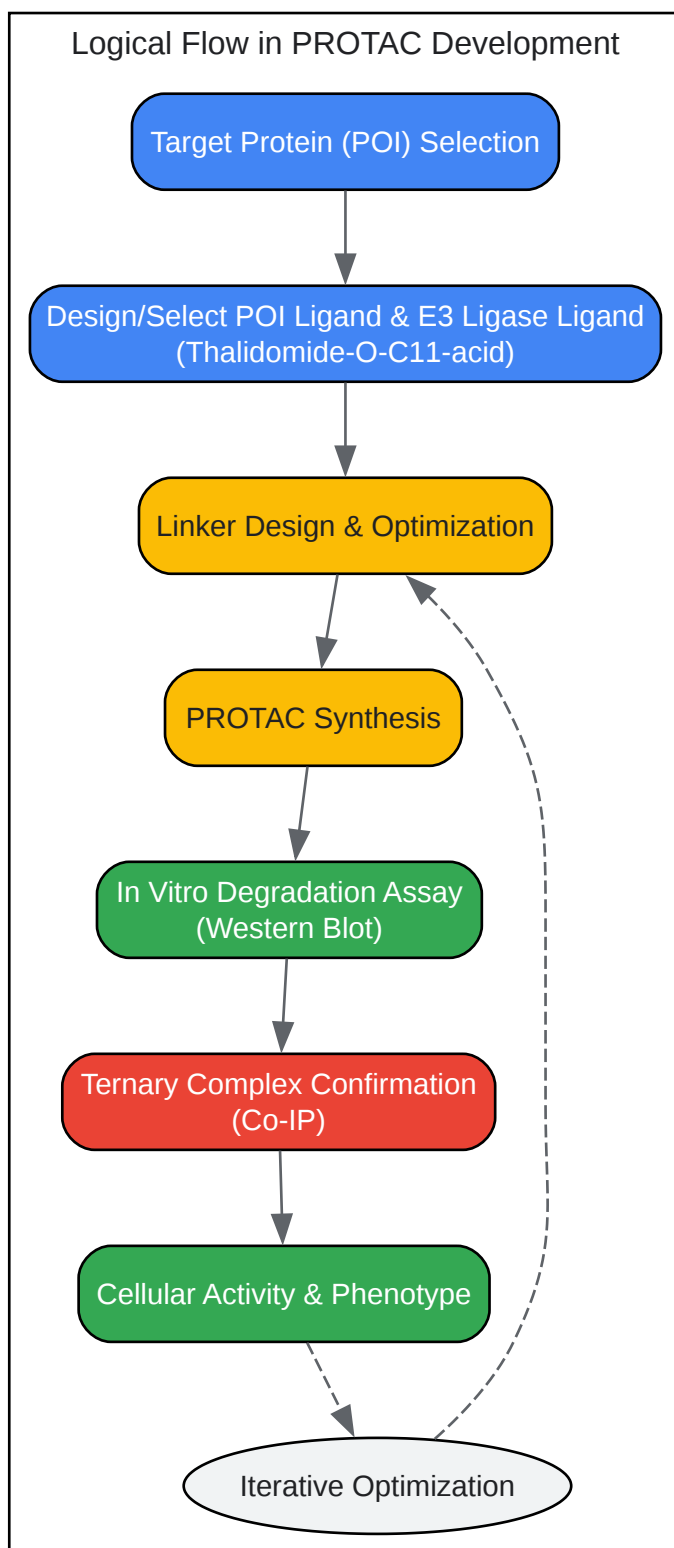 Logical Flow in PROTAC Development
Target Protein (POI) Selection
Design/Select POI Ligand & E3 Ligase Ligand
(Thalidomide-O-C11-acid)
Linker Design & Optimization
PROTAC Synthesis
In Vitro Degradation Assay
(Western Blot)
Ternary Complex Confirmation
(Co-IP)
Cellular Activity & Phenotype
Iterative Optimization